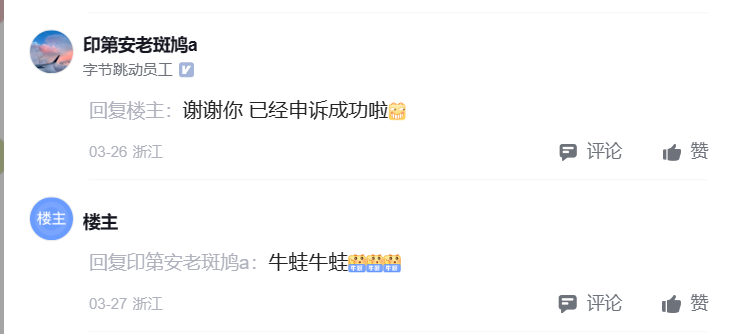 印第安老斑鸠a
字节跳动员工
回复楼主：谢谢你 已经申诉成功啦
03-26 浙江
评论 赞
楼主
楼主
回复印第安老斑鸠a：牛蛙牛蛙
03-27 浙江
评论 赞